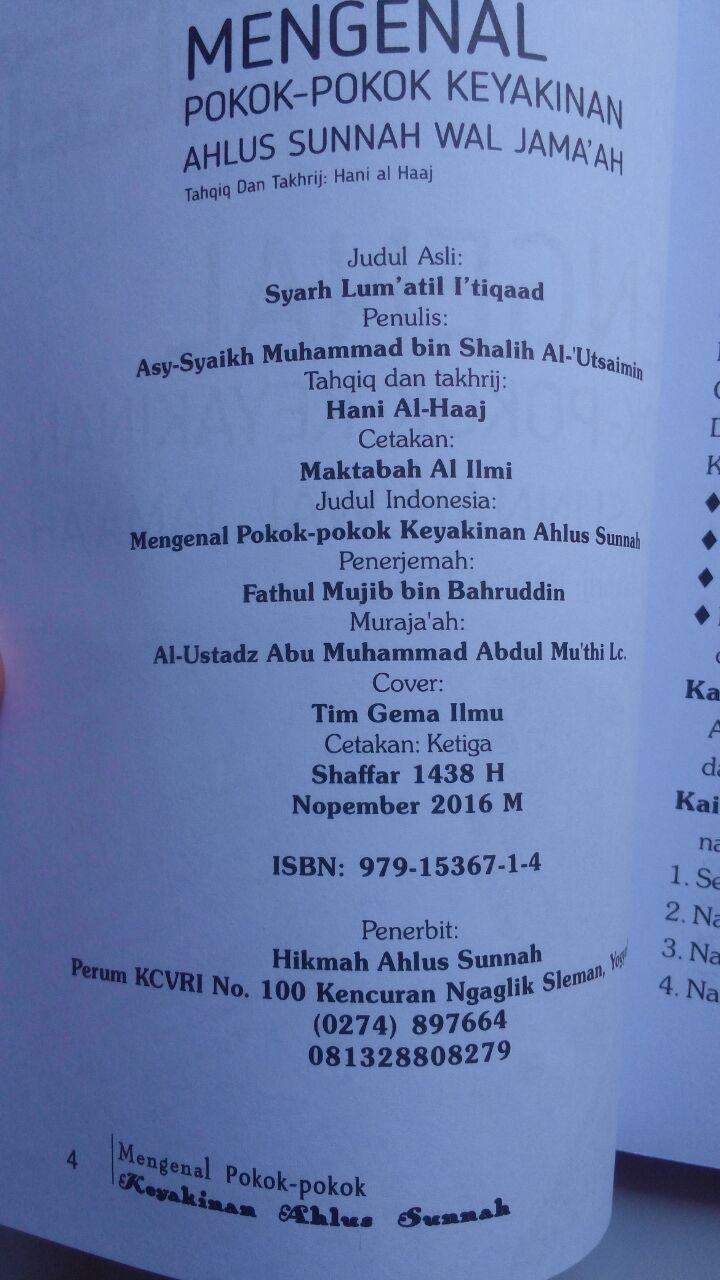 MENGENAL
POKOK-POKOK KEYAKINAN
AHLUS SUNNAH WAL JAMA'AH
Tahqiq Dan Takhrij: Hani al Haaj
Judul Asli:
Syarh Lum'atil I'tiqaad
Penulis:
Asy-Syaikh Muhammad bin Shalih Al-'Utsaimin
Tahqiq dan takhrij:
Hani Al-Haaj
Cetakan:
Maktabah Al Ilmi
Judul Indonesia:
Mengenal Pokok-pokok Keyakinan Ahlus Sunnah
Penerjemah:
Fathul Mujib bin Bahruddin
Muraja'ah:
Al-Ustadz Abu Muhammad Abdul Mu'thi Lc.
Cover:
Tim Gema Ilmu
Cetakan: Ketiga
Shaffar 1438 H
Nopember 2016 M
ISBN: 979-15367-1-4
Penerbit:
Hikmah Ahlus Sunnah
Perum KCVRI No. 100 Kencuran Ngaglik Sleman,
(0274) 897664
081328808279
4
Mengenal Pokok-pokok
Keyakinan Ahlus Sunnah
1.
2.
3.
4.